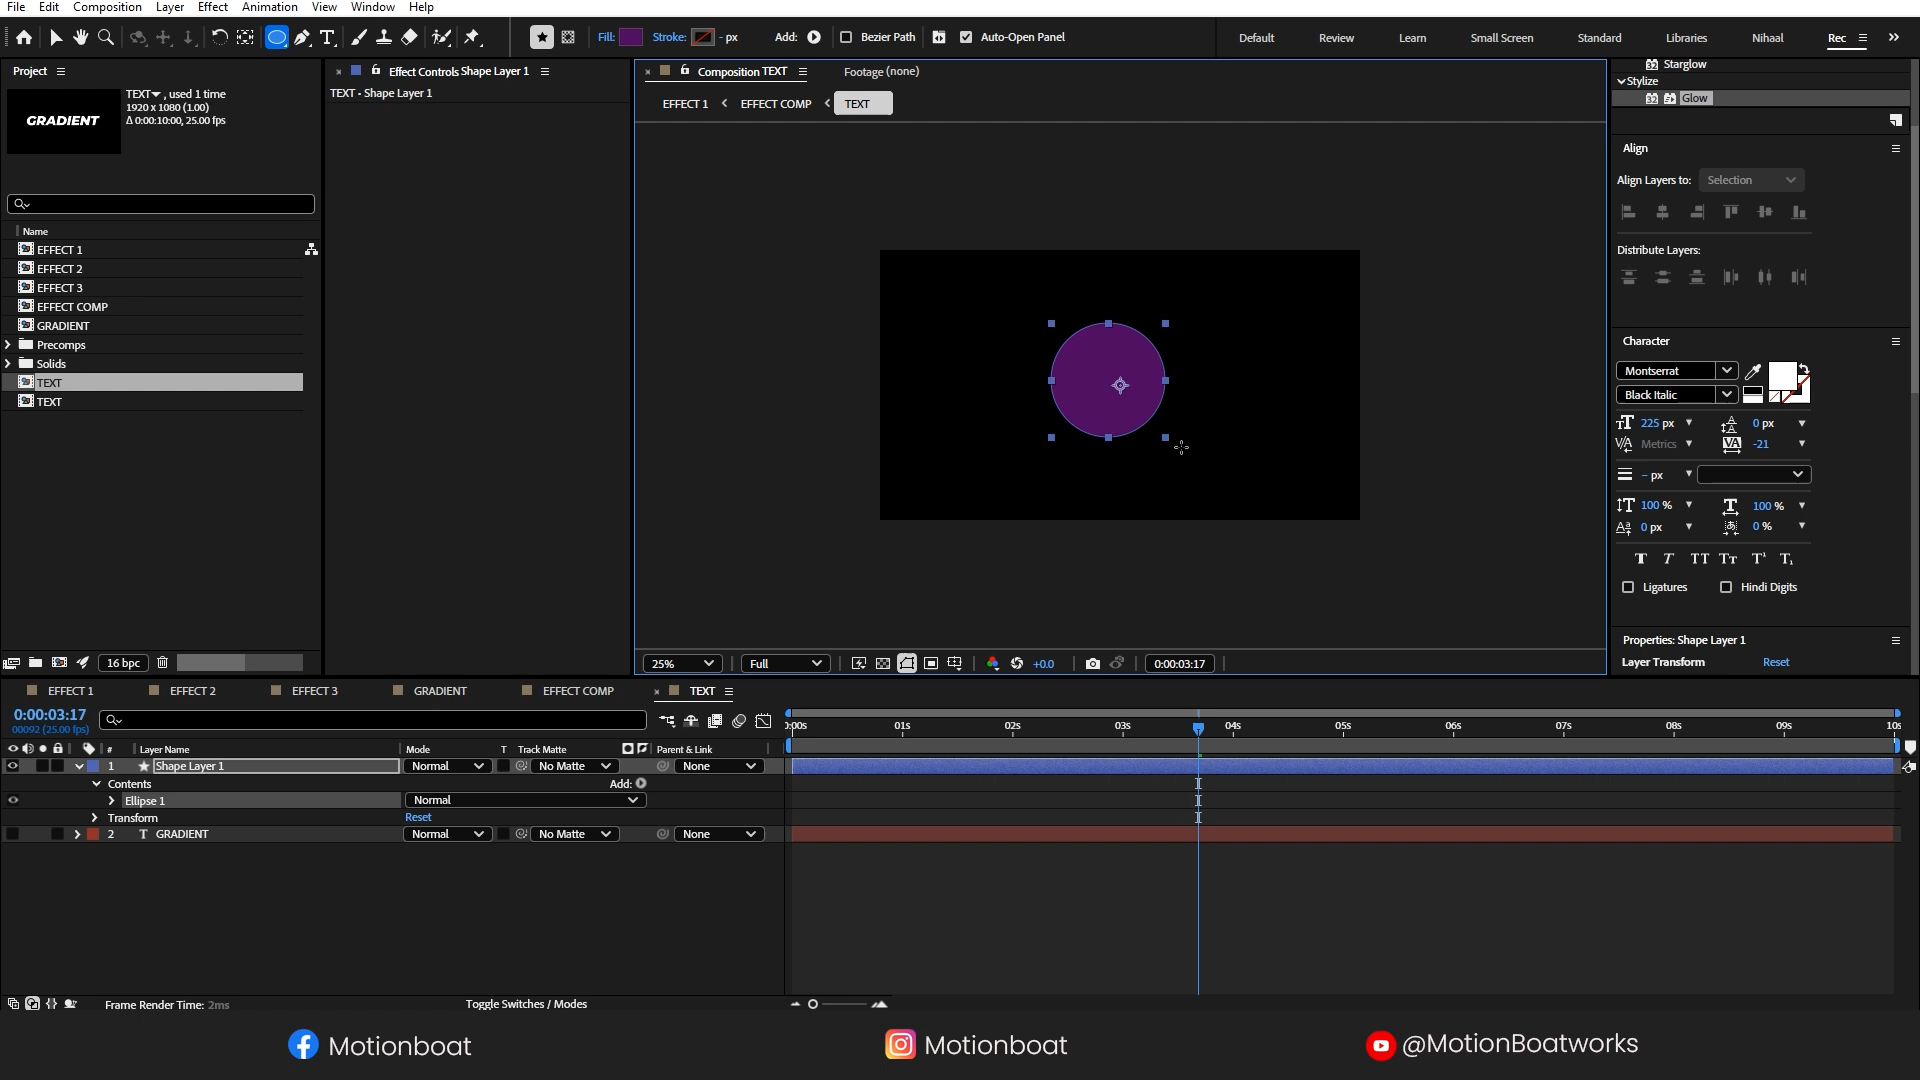 File Edit Composition Layer Effect Animation View Window Help
Fill: Stroke: - px Add: Bezier Path Auto-Open Panel Default Review Learn Small Screen Standard Libraries Nihaal Rec
Project
TEXT, used 1 time
1920 x 1080 (1.00)
Δ 0:00:10:00, 25.00 fps
GRADIENT
Name
EFFECT 1
EFFECT 2
EFFECT 3
EFFECT COMP
GRADIENT
Precomps
Solids
TEXT
TEXT
16 bpc
Effect Controls Shape Layer 1
TEXT • Shape Layer 1
Composition TEXT Footage (none)
EFFECT 1 EFFECT COMP TEXT
25% Full +0.0 0:00:03:17
Starglow
Stylize
Glow
Align
Align Layers to: Selection
Distribute Layers:
Character
Montserrat
Black Italic
225 px 0 px
Metrics -21
- px
100 % 100 %
0 px 0 %
Ligatures Hindi Digits
Properties: Shape Layer 1
Layer Transform Reset
EFFECT 1 EFFECT 2 EFFECT 3 GRADIENT EFFECT COMP TEXT
0:00:03:17
00092 (25.00 fps)
01s 02s 03s 04s 05s 06s 07s 08s 09s
# Layer Name Mode T Track Matte Parent & Link
1 Shape Layer 1 Normal No Matte None
Contents Add:
Ellipse 1 Normal
Transform Reset
2 T GRADIENT Normal No Matte None
Frame Render Time: 2ms Toggle Switches / Modes
Motionboat Motionboat @MotionBoatworks